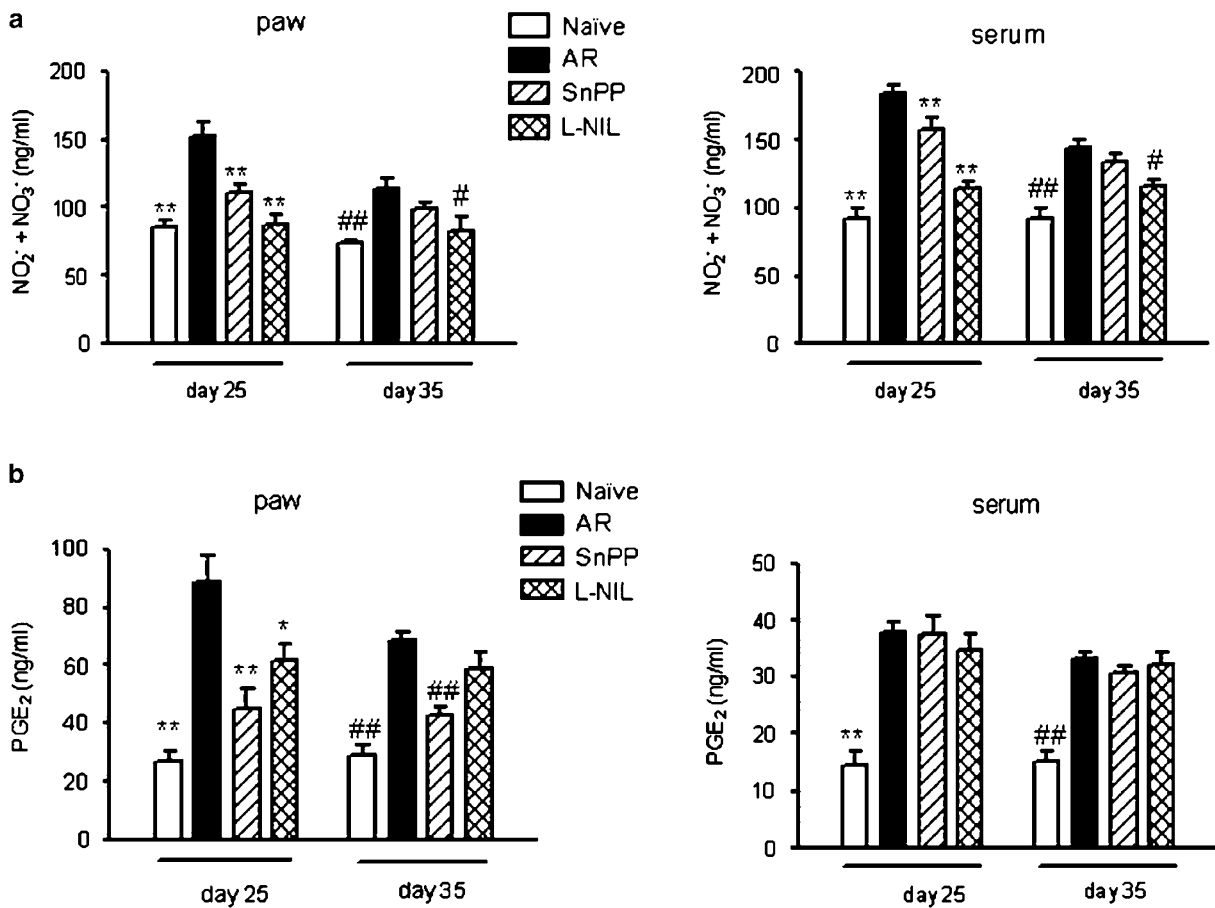 a
paw
Naïve
AR
SnPP
L-NIL
NO₂⁻ + NO₃⁻ (ng/ml)
200
150
100
50
0
**
**
**
##
#
day 25
day 35
serum
NO₂⁻ + NO₃⁻ (ng/ml)
200
150
100
50
0
**
**
**
##
#
day 25
day 35
b
paw
Naïve
AR
SnPP
L-NIL
PGE₂ (ng/ml)
100
80
60
40
20
0
**
**
*
##
##
day 25
day 35
serum
PGE₂ (ng/ml)
50
40
30
20
10
0
**
##
day 25
day 35